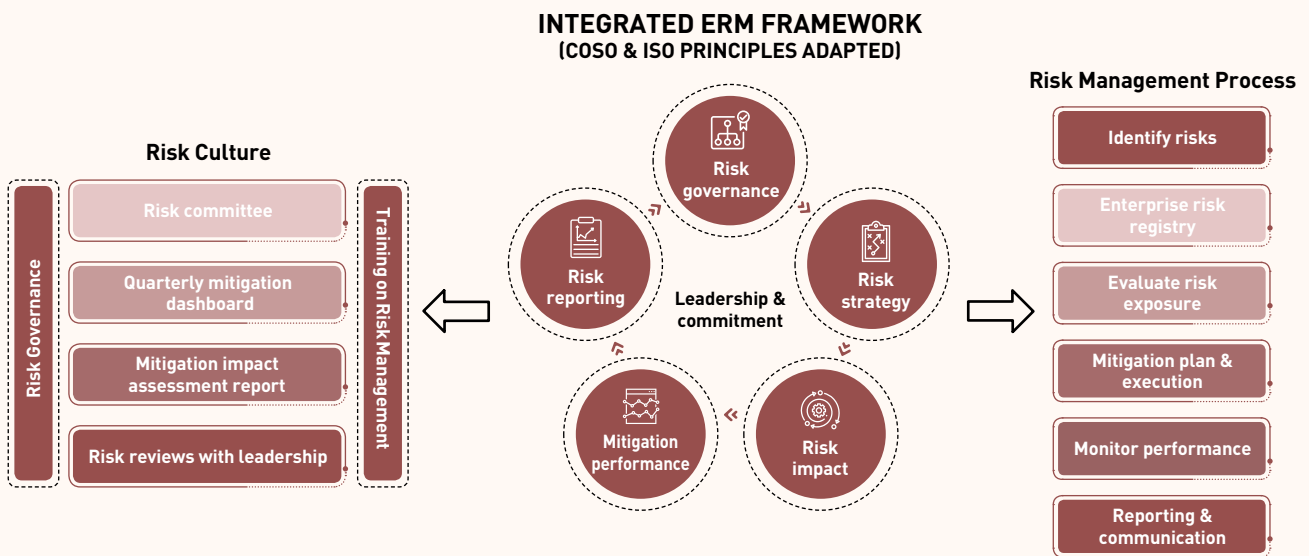 INTEGRATED ERM FRAMEWORK
(COSO & ISO PRINCIPLES ADAPTED)
Risk Culture
Risk Governance
Risk committee
Quarterly mitigation
dashboard
Mitigation impact
assessment report
Risk reviews with leadership
Training on Risk Management
Risk
governance
Risk
strategy
Risk
impact
Mitigation
performance
Risk
reporting
Leadership &
commitment
Risk Management Process
Identify risks
Enterprise risk
registry
Evaluate risk
exposure
Mitigation plan &
execution
Monitor performance
Reporting &
communication